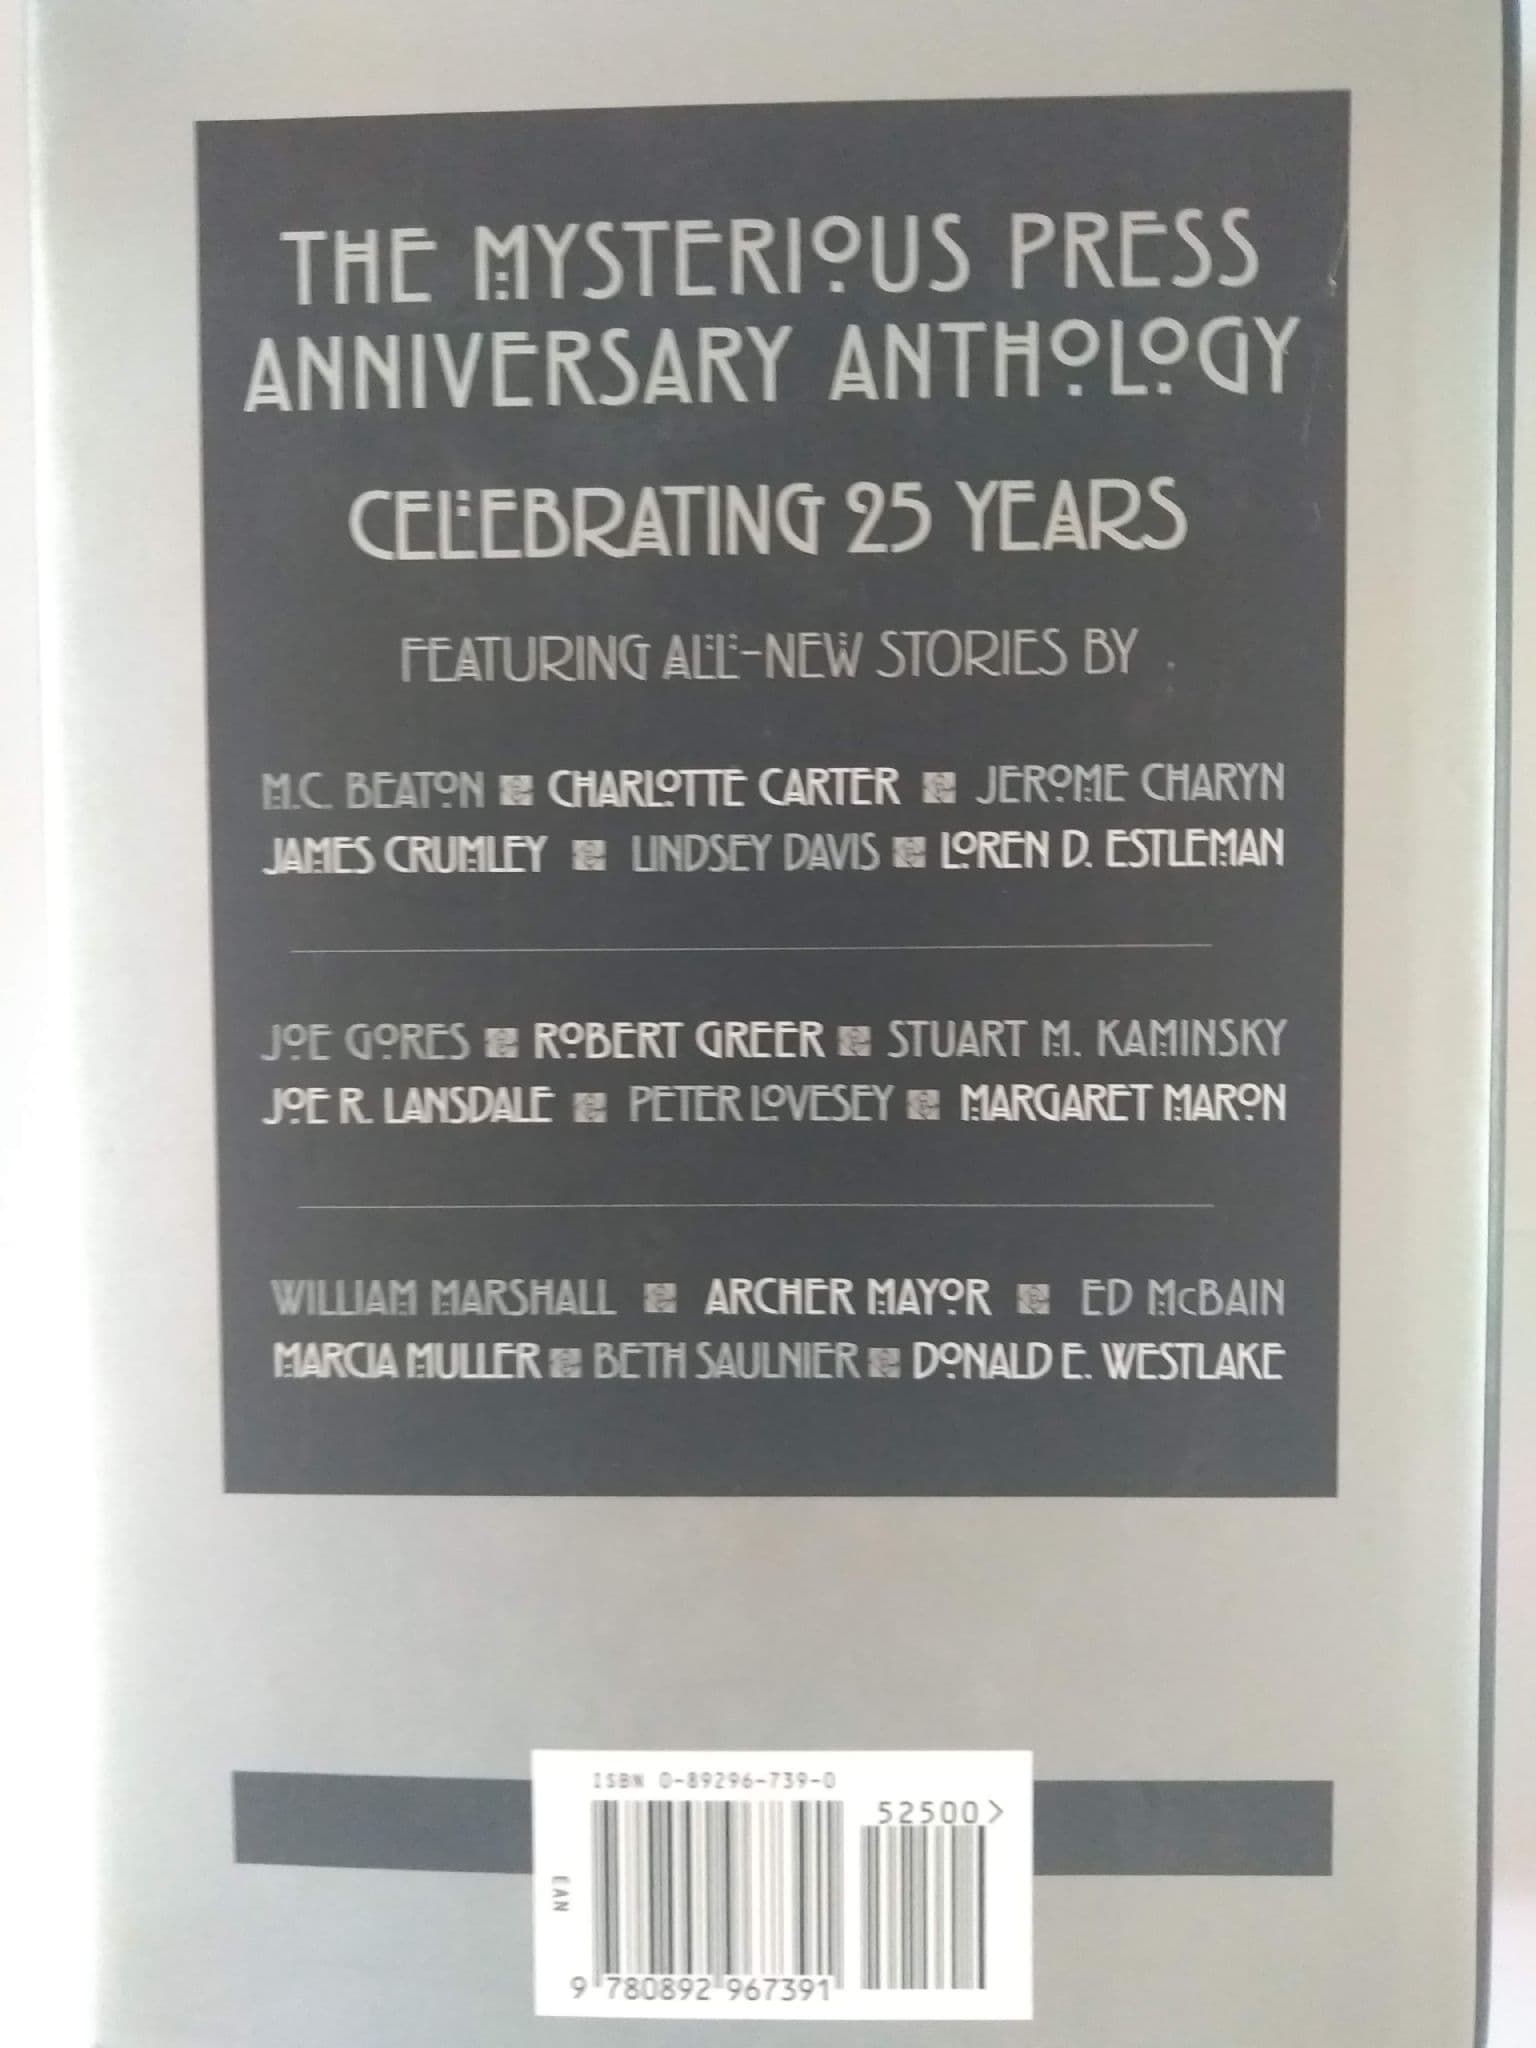 THE MYSTERIOUS PRESS
ANNIVERSARY ANTHOLOGY
CELEBRATING 25 YEARS
FEATURING ALL-NEW STORIES BY
M.C. BEATON CHARLOTTE CARTER JEROME CHARYN
JAMES CRUMLEY LINDSEY DAVIS LOREN D. ESTLEMAN
JOE GORES ROBERT GREER STUART M. KAMINSKY
JOE R. LANSDALE PETER LOVESEY MARGARET MARON
WILLIAM MARSHALL ARCHER MAYOR ED McBAIN
MARCIA MULLER BETH SAULNIER DONALD E. WESTLAKE
ISBN 0-89296-739-0
52500>
EAN
9 780892 967391